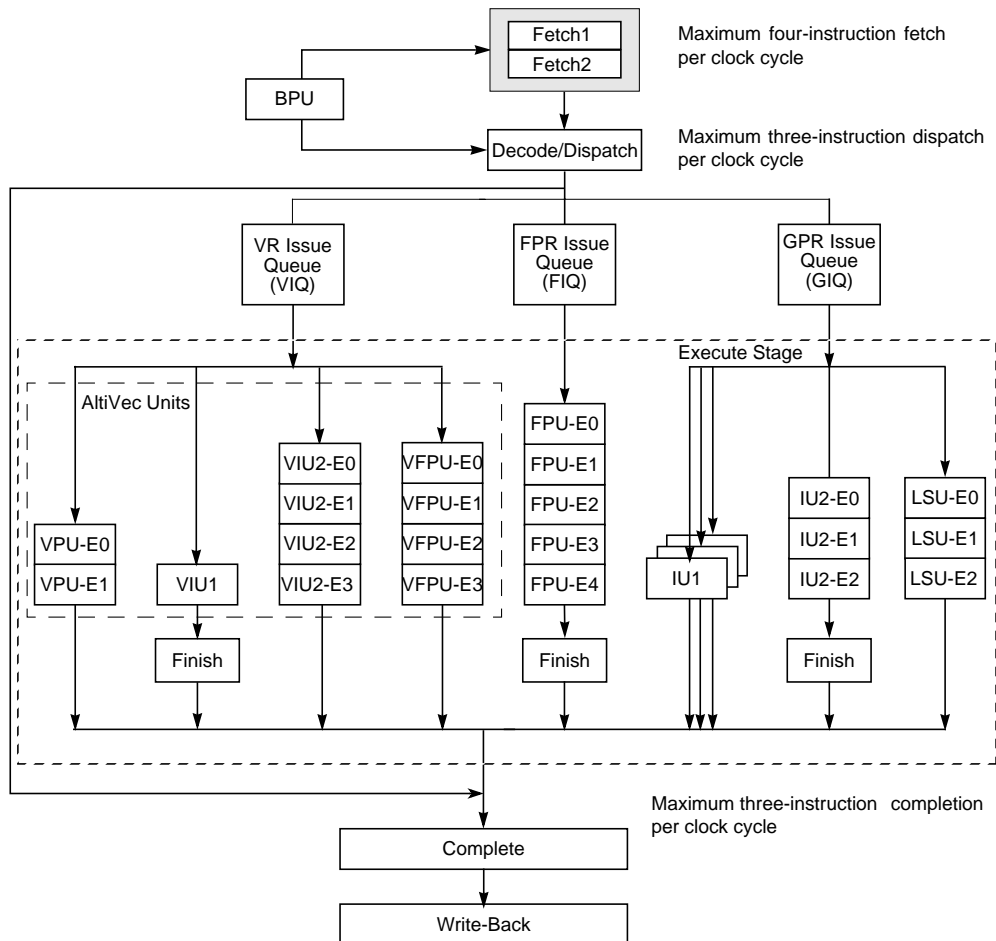 Fetch1
Fetch2
Maximum four-instruction fetch
per clock cycle
BPU
Decode/Dispatch
Maximum three-instruction dispatch
per clock cycle
VR Issue
Queue
(VIQ)
FPR Issue
Queue
(FIQ)
GPR Issue
Queue
(GIQ)
Execute Stage
AltiVec Units
VPU-E0
VPU-E1
VIU1
Finish
VIU2-E0
VIU2-E1
VIU2-E2
VIU2-E3
VFPU-E0
VFPU-E1
VFPU-E2
VFPU-E3
FPU-E0
FPU-E1
FPU-E2
FPU-E3
FPU-E4
Finish
IU1
IU2-E0
IU2-E1
IU2-E2
Finish
LSU-E0
LSU-E1
LSU-E2
Maximum three-instruction completion
per clock cycle
Complete
Write-Back